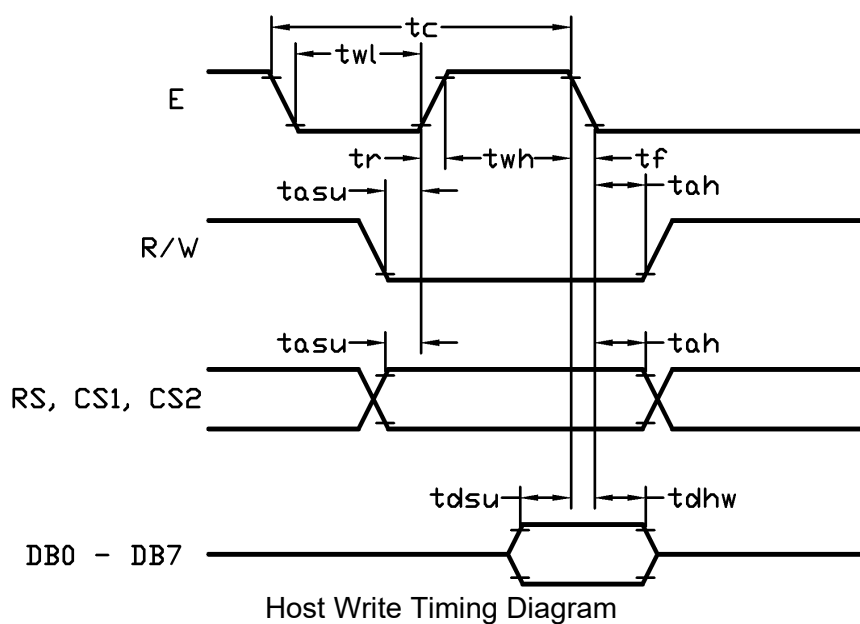 tc
twl
E
tr twh tf
tasu tah
R/W
tasu tah
RS, CS1, CS2
tdsu tdhw
DB0 - DB7
Host Write Timing Diagram